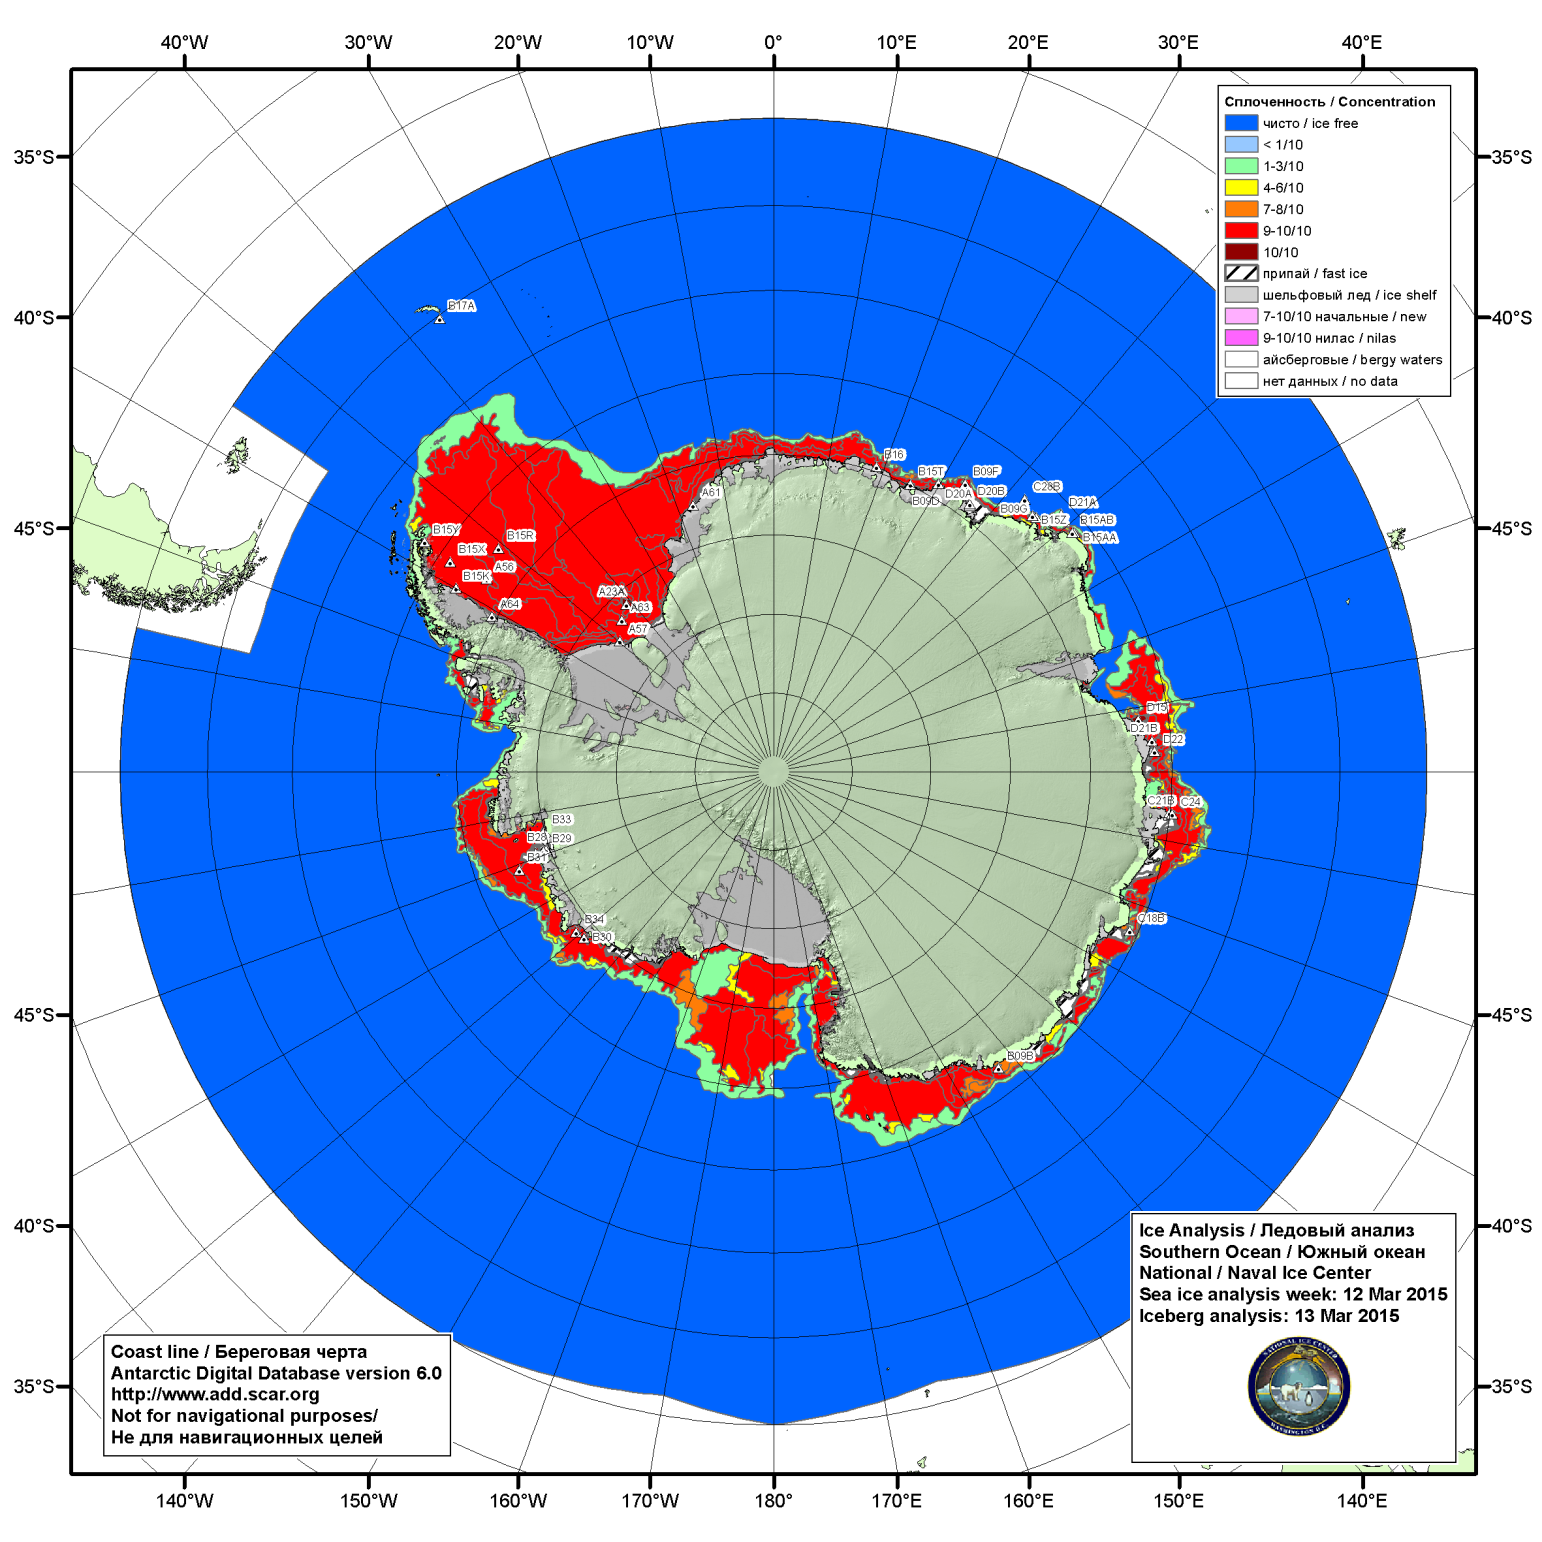 40°W 30°W 20°W 10°W 0° 10°E 20°E 30°E 40°E
35°S 35°S
40°S 40°S
45°S 45°S
45°S 45°S
40°S 40°S
35°S 35°S
140°W 150°W 160°W 170°W 180° 170°E 160°E 150°E 140°E
Сплоченность / Concentration
чисто / ice free
< 1/10
1-3/10
4-6/10
7-8/10
9-10/10
10/10
припай / fast ice
шельфовый лед / ice shelf
7-10/10 начальные / new
9-10/10 нилас / nilas
айсберговые / bergy waters
нет данных / no data
B17A
B16
B15T
B09F
D20A
D20B
B09D
C28B
B09G
D21A
B15Z
B15AB
B15AA
A61
B15Y
B15R
B15X
A56
B15K
A64
A23A
A63
A57
D15
D21B
D22
C21B
C24
C18B
B09B
B33
B28
B29
B31
B34
B30
Ice Analysis / Ледовый анализ
Southern Ocean / Южный океан
National / Naval Ice Center
Sea ice analysis week: 12 Mar 2015
Iceberg analysis: 13 Mar 2015
NATIONAL ICE CENTER
WASHINGTON D.C.
Coast line / Береговая черта
Antarctic Digital Database version 6.0
http://www.add.scar.org
Not for navigational purposes/
Не для навигационных целей